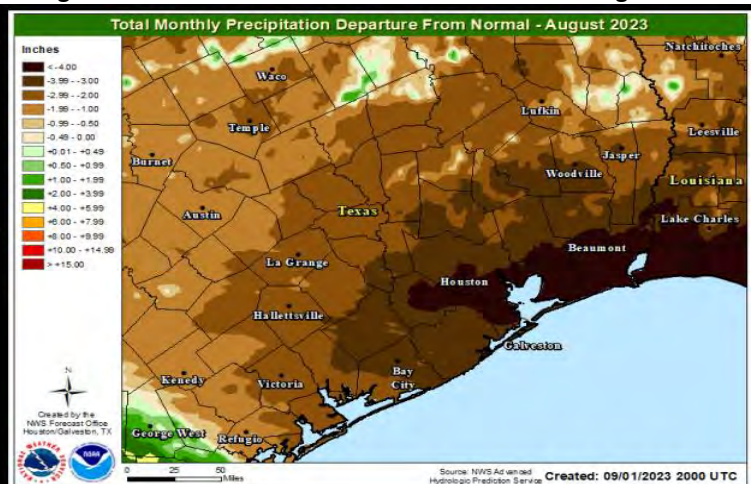 Total Monthly Precipitation Departure From Normal - August 2023
Inches
< -4.00
-3.99 - -3.00
-2.99 - -2.00
-1.99 - -1.00
-0.99 - -0.50
-0.49 - 0.00
+0.01 - +0.49
+0.50 - +0.99
+1.00 - +1.99
+2.00 - +3.99
+4.00 - +5.99
+6.00 - +7.99
+8.00 - +9.99
+10.00 - +14.99
> +15.00
Natchitoches
Waco
Lufkin
Temple
Leesville
Burnet
Jasper
Woodville
Louisiana
Austin
Texas
Lake Charles
Beaumont
La Grange
Houston
Hallettsville
Galveston
Kenedy
Victoria
Bay
City
George West
Refugio
N
Created by the
NWS Forecast Office
Houston/Galveston, TX
NOAA
0 25 50
Miles
Source: NWS Advanced
Hydrologic Prediction Service
Created: 09/01/2023 2000 UTC